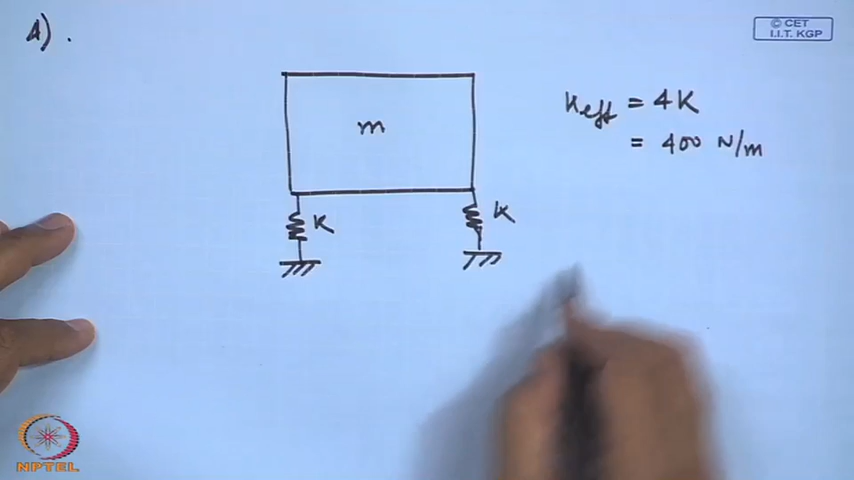 A).
© CET
I.I.T. KGP
m
Keff = 4K
= 400 N/m
K
K
NPTEL